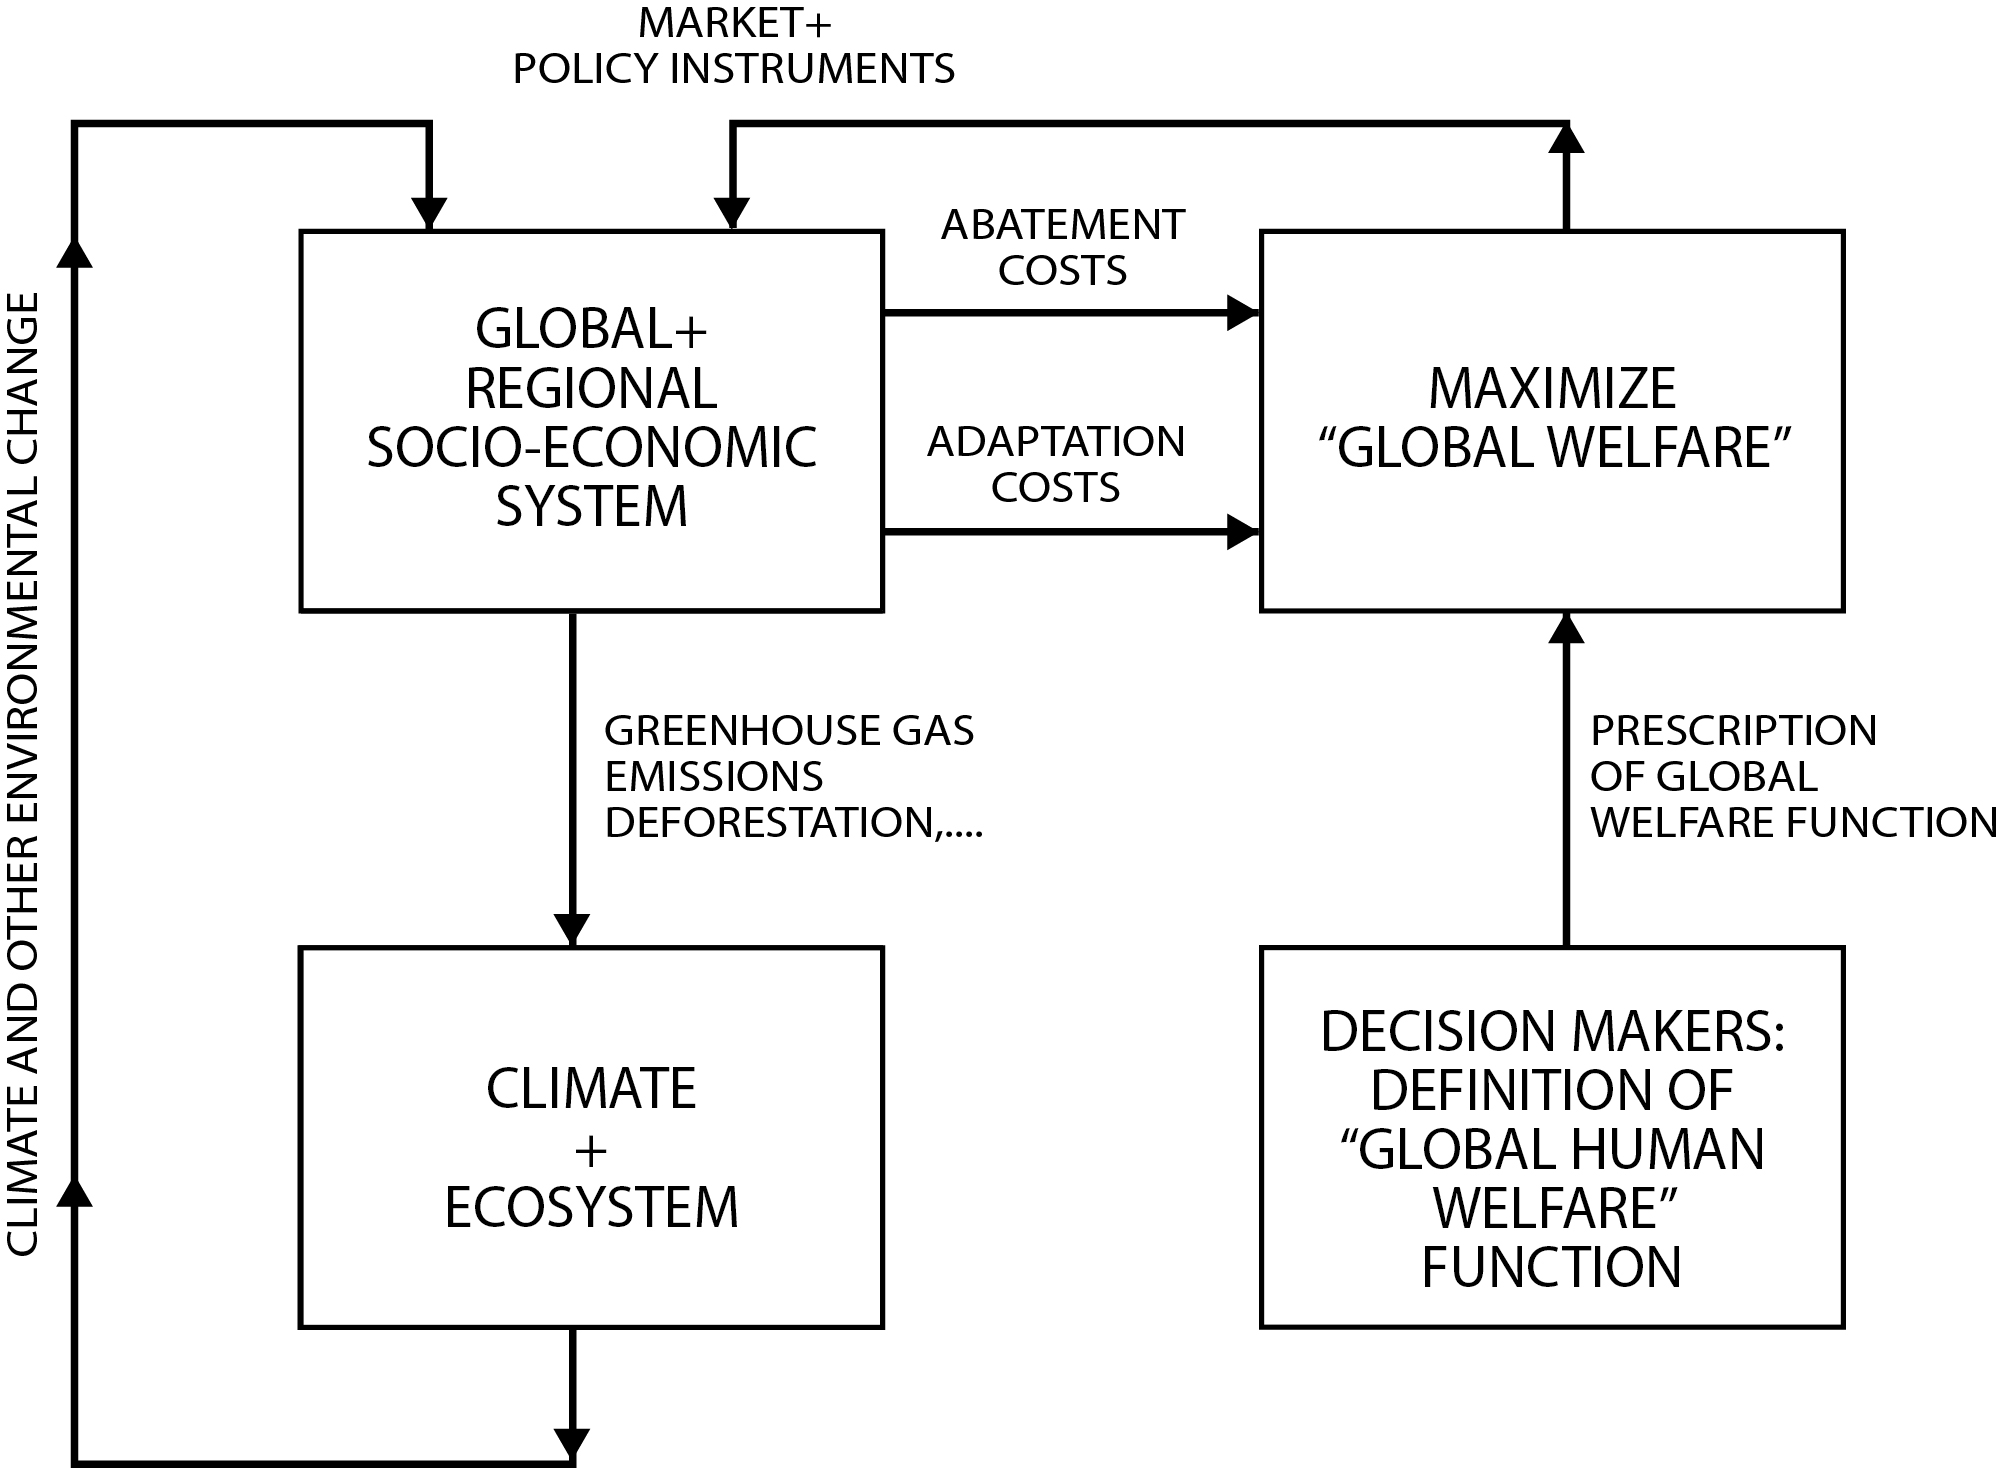 MARKET+
POLICY INSTRUMENTS
ABATEMENT
COSTS
GLOBAL+
REGIONAL
SOCIO-ECONOMIC
SYSTEM
ADAPTATION
COSTS
MAXIMIZE
“GLOBAL WELFARE”
CLIMATE AND OTHER ENVIRONMENTAL CHANGE
GREENHOUSE GAS
EMISSIONS
DEFORESTATION,....
PRESCRIPTION
OF GLOBAL
WELFARE FUNCTION
CLIMATE
+
ECOSYSTEM
DECISION MAKERS:
DEFINITION OF
“GLOBAL HUMAN
WELFARE”
FUNCTION